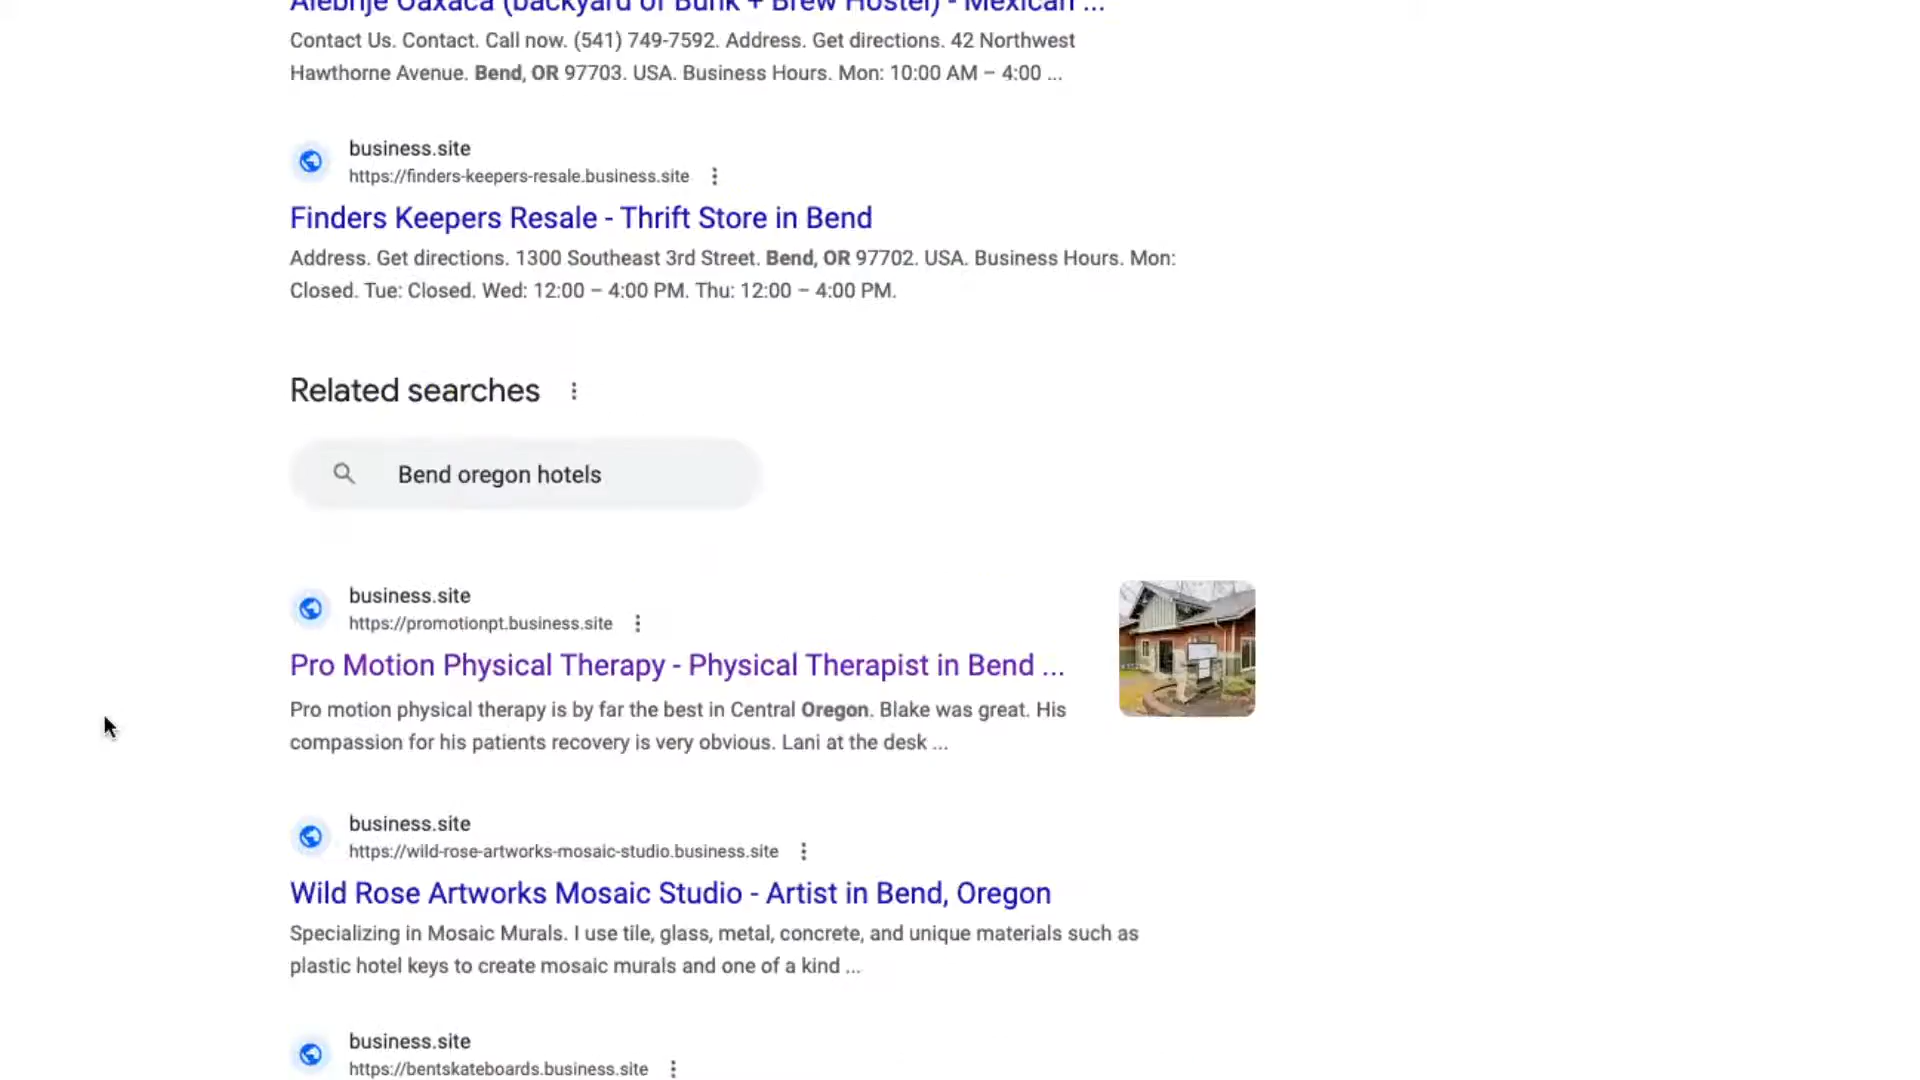 Alebrije Oaxaca (backyard of Bunk + Brew Hostel) - Mexican ...
Contact Us. Contact. Call now. (541) 749-7592. Address. Get directions. 42 Northwest
Hawthorne Avenue. Bend, OR 97703. USA. Business Hours. Mon: 10:00 AM – 4:00 ...
business.site
https://finders-keepers-resale.business.site
Finders Keepers Resale - Thrift Store in Bend
Address. Get directions. 1300 Southeast 3rd Street. Bend, OR 97702. USA. Business Hours. Mon:
Closed. Tue: Closed. Wed: 12:00 – 4:00 PM. Thu: 12:00 – 4:00 PM.
Related searches
Bend oregon hotels
business.site
https://promotionpt.business.site
Pro Motion Physical Therapy - Physical Therapist in Bend ...
Pro motion physical therapy is by far the best in Central Oregon. Blake was great. His
compassion for his patients recovery is very obvious. Lani at the desk ...
business.site
https://wild-rose-artworks-mosaic-studio.business.site
Wild Rose Artworks Mosaic Studio - Artist in Bend, Oregon
Specializing in Mosaic Murals. I use tile, glass, metal, concrete, and unique materials such as
plastic hotel keys to create mosaic murals and one of a kind ...
business.site
https://bentskateboards.business.site